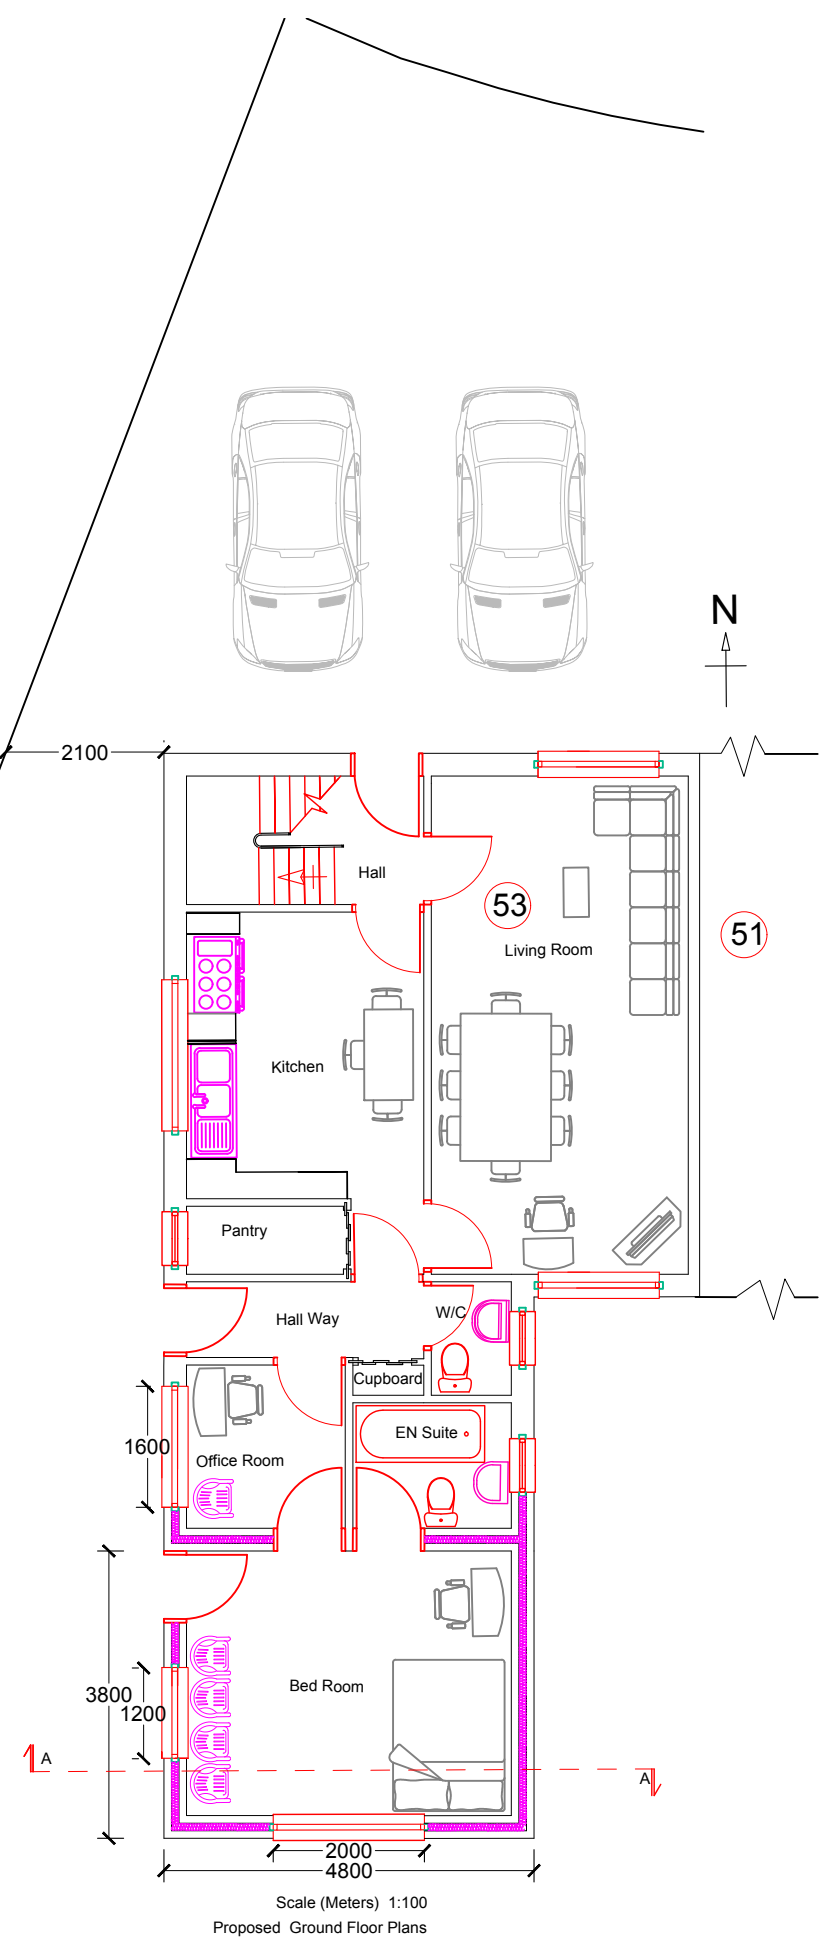 N
2100
Hall
53
51
Living Room
Kitchen
Pantry
Hall Way
W/C
Cupboard
EN Suite
1600
Office Room
Bed Room
3800
1200
A
A
2000
4800
Scale (Meters) 1:100
Proposed Ground Floor Plans